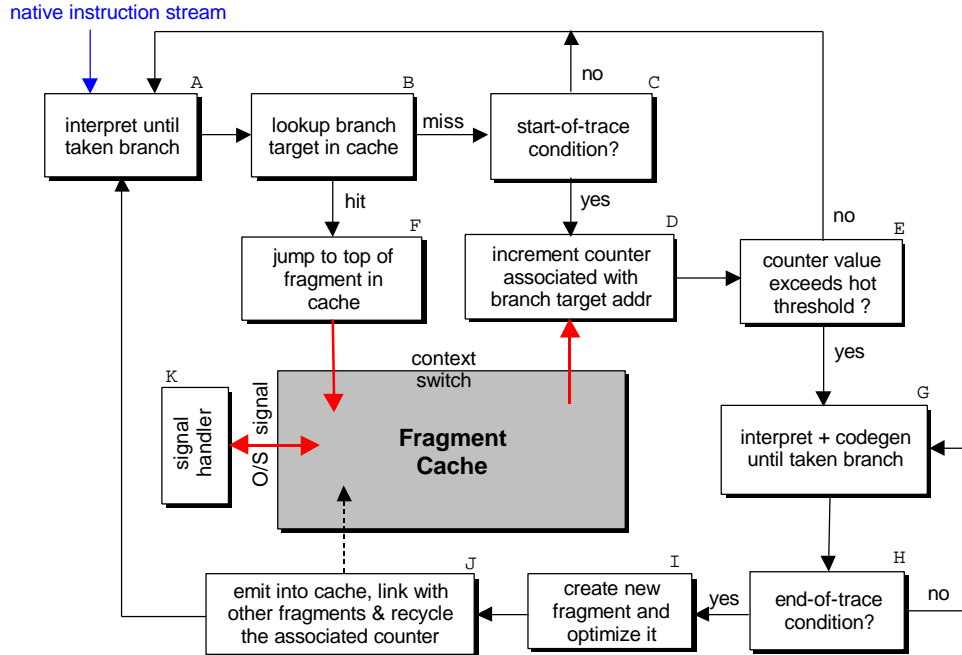 native instruction stream
A
interpret until
taken branch
B
lookup branch
target in cache
miss
C
start-of-trace
condition?
no
hit
yes
F
jump to top of
fragment in
cache
D
increment counter
associated with
branch target addr
no
E
counter value
exceeds hot
threshold ?
yes
context
switch
K
signal
handler
O/S signal
Fragment
Cache
G
interpret + codegen
until taken branch
J
emit into cache, link with
other fragments & recycle
the associated counter
I
create new
fragment and
optimize it
yes
H
end-of-trace
condition?
no